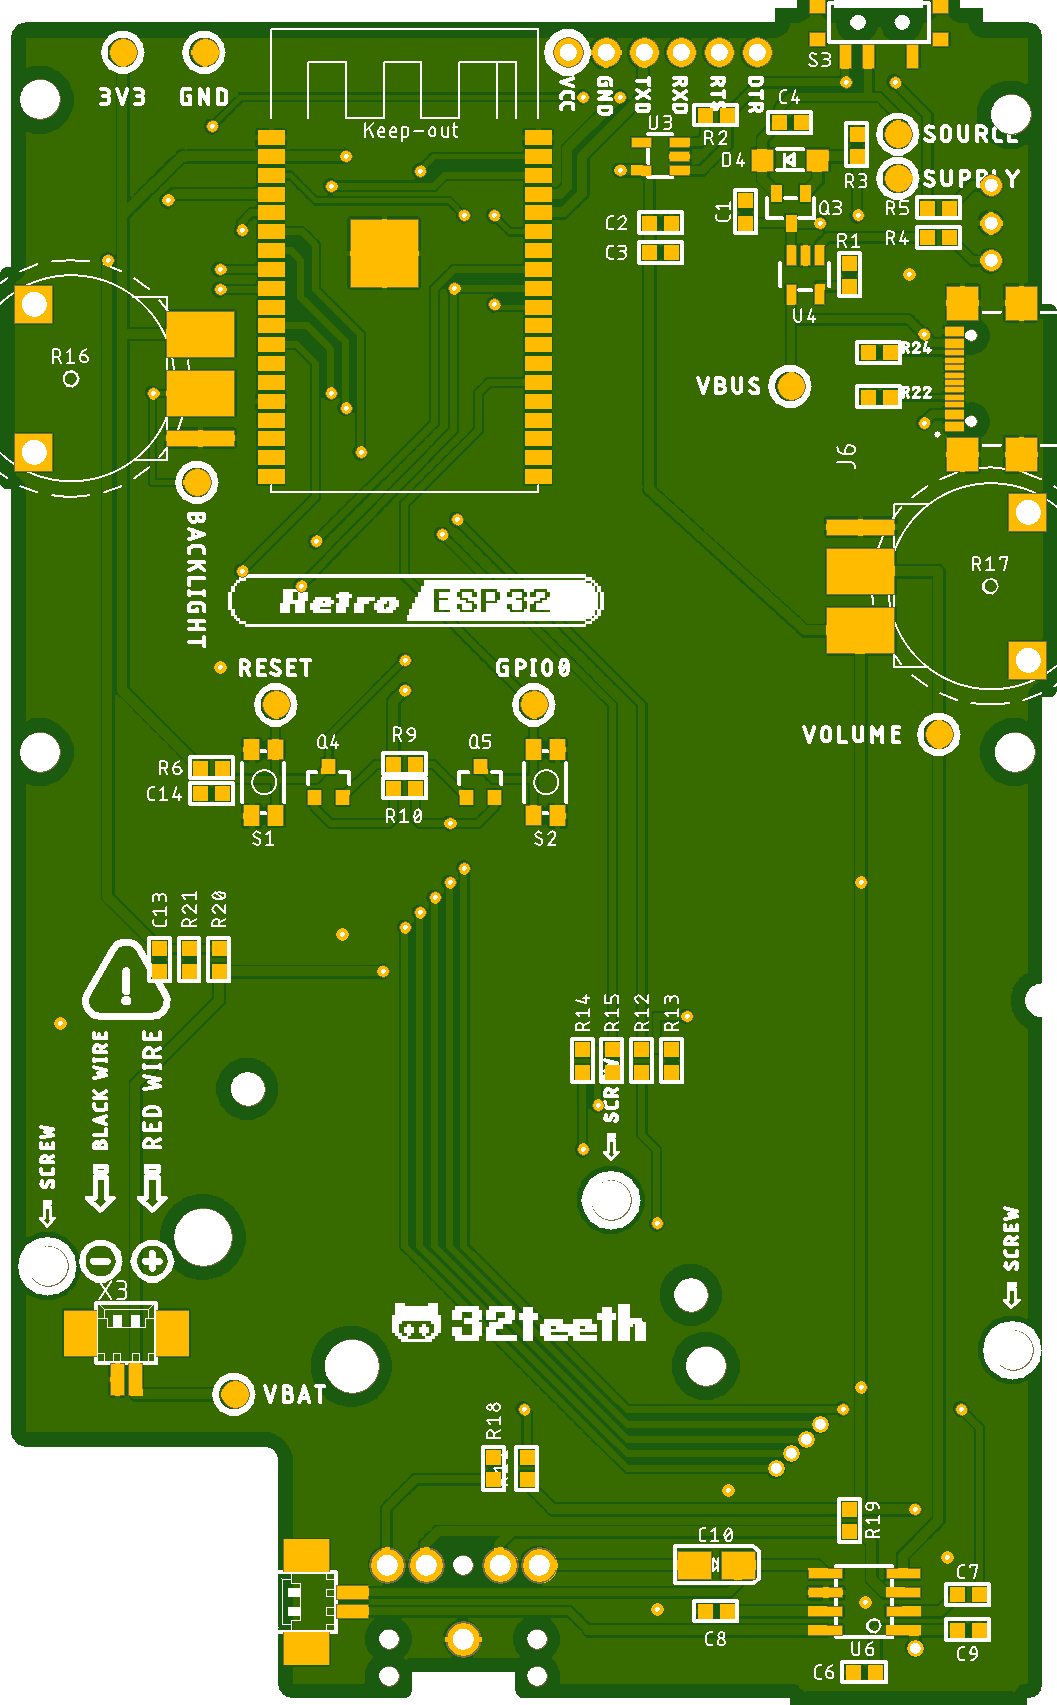 S3
3V3 GND
VCC GND TXD RXD RTS DTR
C4
Keep-out
U3
R2
D4
R3
SOURCE
SUPPLY
C1
Q3
R5
C2
R4
C3
R1
U4
R16
R24
VBUS
R22
J6
BACKLIGHT
R17
Retro ESP32
RESET GPIO0
VOLUME
Q4 R9 Q5
R6
C14
R10
S1 S2
C13 R21 R20
!
R14 R15 R12 R13
SCREW
BLACK WIRE
RED WIRE
SCREW
SCREW
X3
32teeth
VBAT
R18
R19
C10
C7
C8
U6
C9
C6